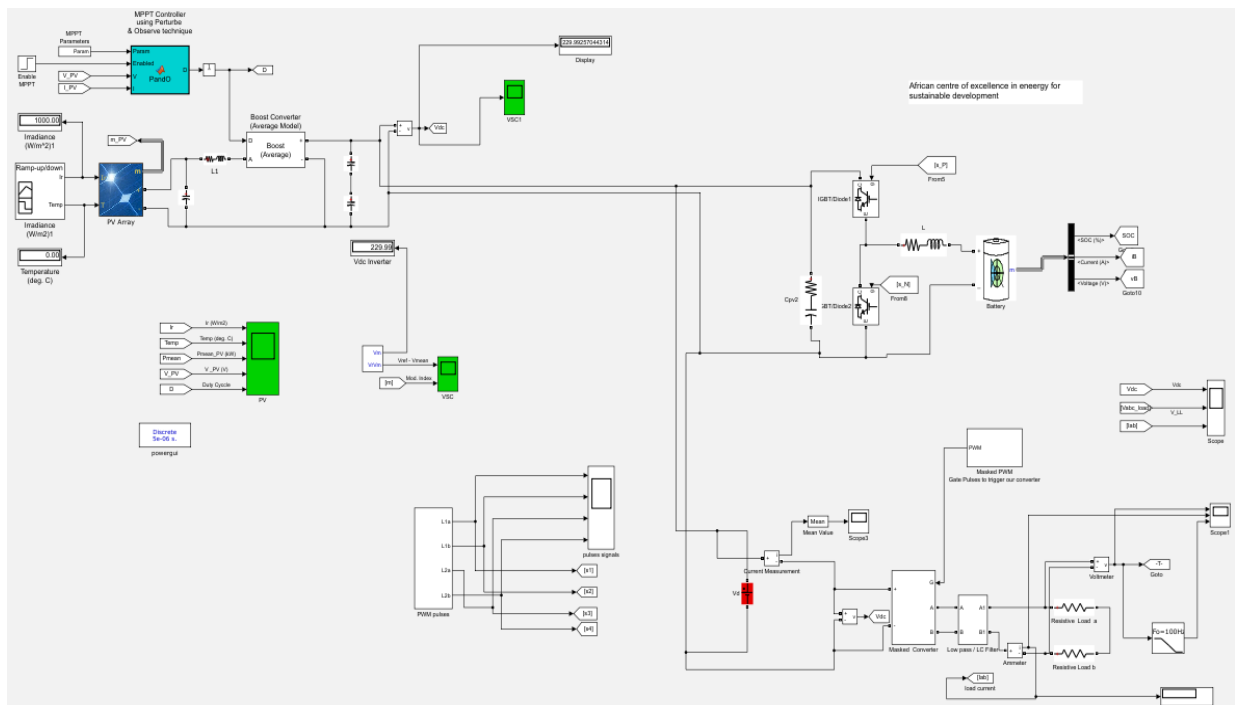 MPPT Controller
using Perturbe
& Observe technique
MPPT
Parameters
Param
Param
Enabled
V
I
D
PandO
Enable
MPPT
V_PV
I_PV
1
D
229.99257044314
Display
VSC1
African centre of excellence in eneergy for
sustainable development
1000.00
Irradiance
(W/m^2)1
m_PV
Boost Converter
(Average Model)
Boost
(Average)
D
A
+
-
L1
+
-
v
Vdc
Ramp-up/down
Ir
Temp
Irradiance
(W/m2)1
m
PV Array
0.00
Temperature
(deg. C)
229.99
Vdc Inverter
[s_P]
From5
IGBT/Diode1
L
[s_N]
From6
Cpv2
GBT/Diode2
+
m
Battery
<SOC (%)>
SOC
<Current (A)>
iB
<Voltage (V)>
vB
Goto10
Ir
Ir (W/m2)
Temp
Temp (deg. C)
Pmean
Pmean_PV (kW)
V_PV
V _PV (V)
D
Duty Cycole
PV
Vm
Vref - Vmean
[m]
Mod. Index
VSC
Discrete
5e-06 s.
powergui
Vdc
Vdc
[Vabc_load]
V_LL
[Iab]
Scope
PWM
Masked PWM
Gate Pulses to trigger our converter
L1a
L1b
L2a
L2b
PWM pulses
pulses signals
[s1]
[s2]
[s3]
[s4]
Mean
Mean Value
Scope3
Current Measurement
Vd
Vdc
G
A
B
Masked Converter
A
A1
B
B1
Low pass / LC Filter
Voltmeter
-T-
Goto
Scope1
Resistive Load a
Fo=100Hz
Resistive Load b
Ammeter
[Iab]
load current